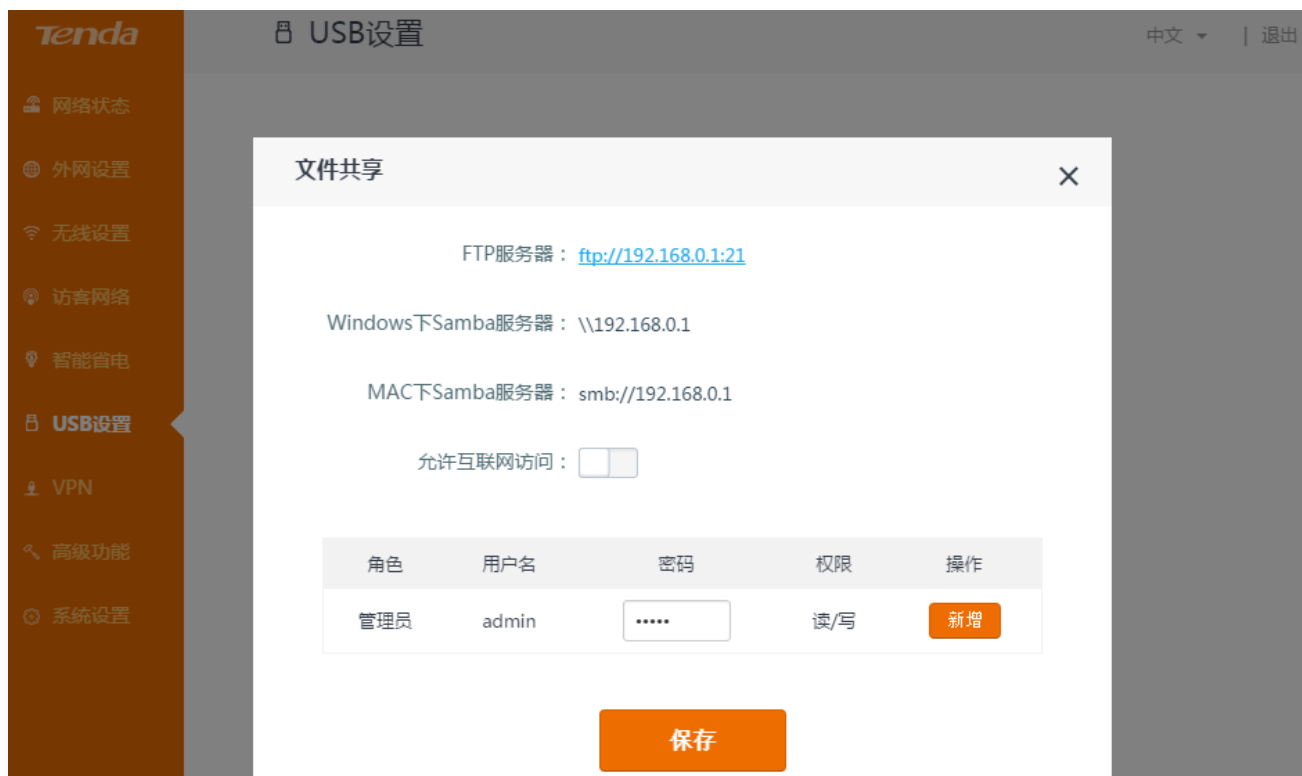 Tenda
USB设置
中文 | 退出
网络状态
外网设置
无线设置
访客网络
智能省电
USB设置
VPN
高级功能
系统设置
文件共享
FTP服务器： ftp://192.168.0.1:21
Windows下Samba服务器： \\192.168.0.1
MAC下Samba服务器： smb://192.168.0.1
允许互联网访问：
角色 用户名 密码 权限 操作
管理员 admin ••••• 读/写 新增
保存